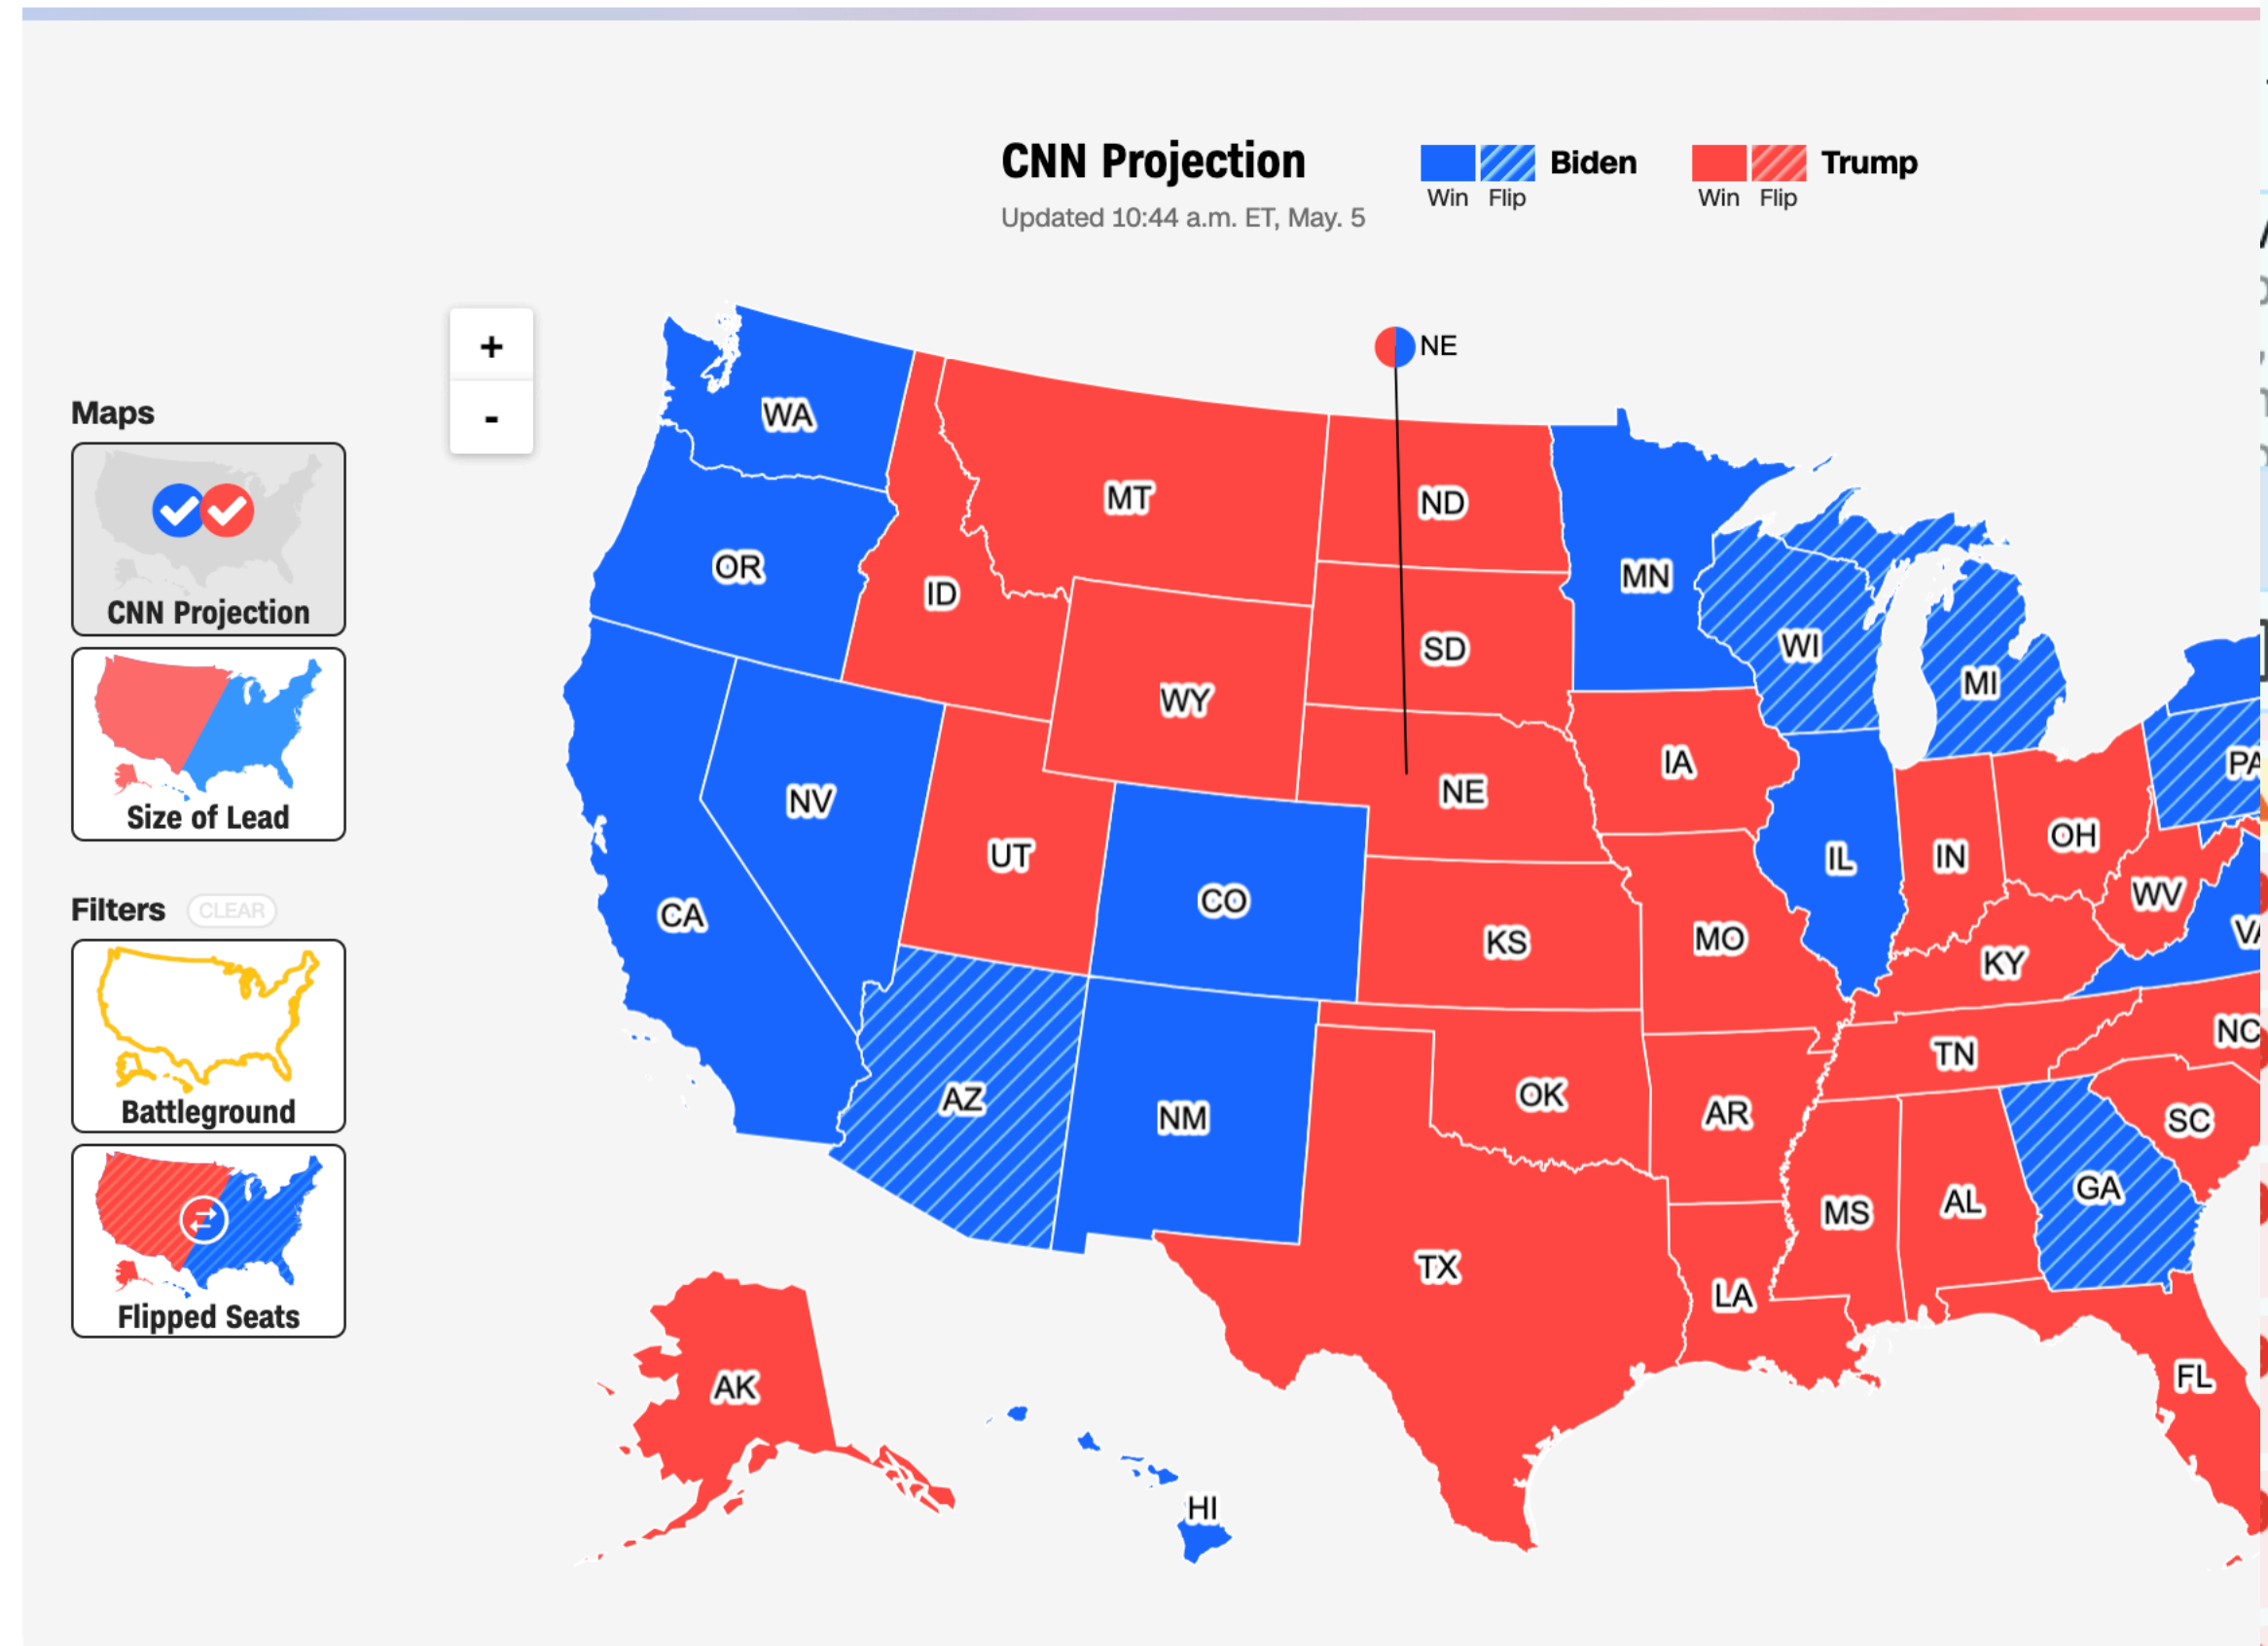 CNN Projection
Updated 10:44 a.m. ET, May. 5
Win
Flip
Biden
Win
Flip
Trump
+
-
Maps
CNN Projection
Size of Lead
Filters
CLEAR
Battleground
Flipped Seats
NE
WA
MT
ND
OR
ID
MN
SD
WI
MI
WY
NV
NE
IA
PA
UT
CO
IL
IN
OH
CA
KS
MO
WV
KY
VA
NC
TN
AZ
NM
OK
AR
SC
MS
AL
GA
TX
LA
AK
FL
HI